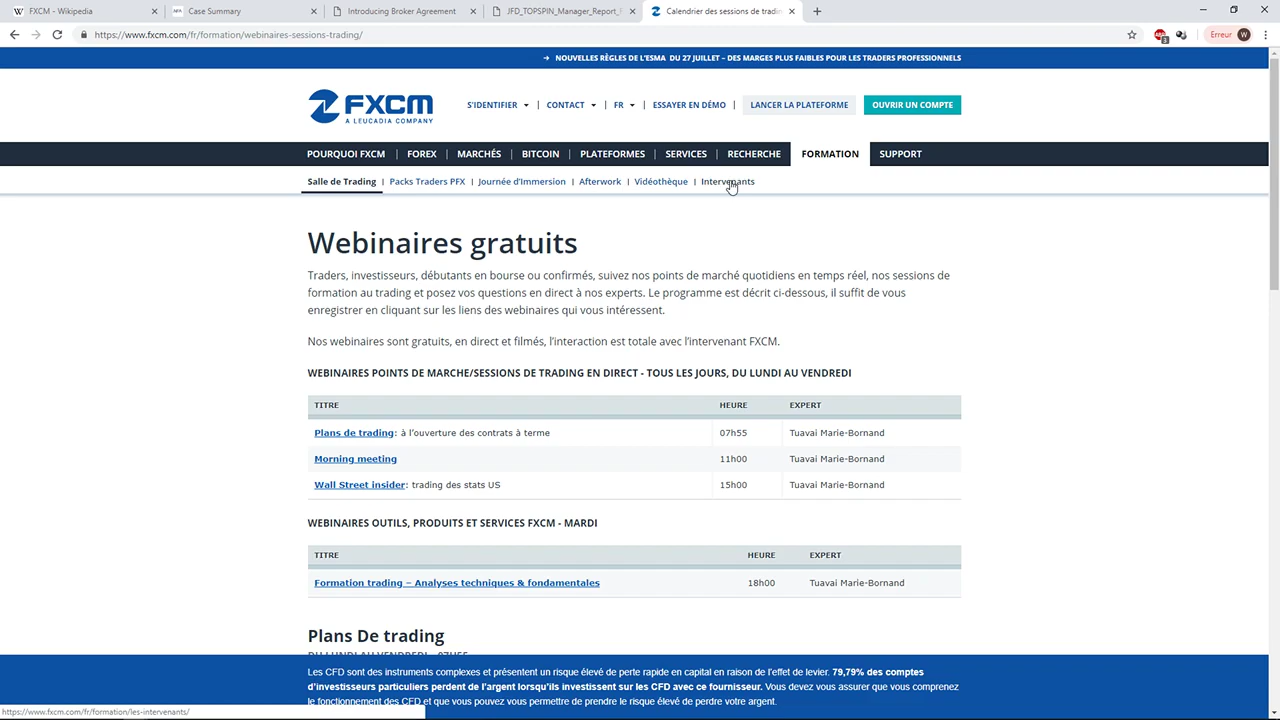 FXCM - Wikipedia
Case Summary
Introducing Broker Agreement
JFD_TOPSPIN_Manager_Report_F
Calendrier des sessions de tradin
https://www.fxcm.com/fr/formation/webinaires-sessions-trading/
Erreur W
→ NOUVELLES RÈGLES DE L'ESMA DU 27 JUILLET – DES MARGES PLUS FAIBLES POUR LES TRADERS PROFESSIONNELS
FXCM
A LEUCADIA COMPANY
S'IDENTIFIER | CONTACT | FR | ESSAYER EN DÉMO | LANCER LA PLATEFORME OUVRIR UN COMPTE
POURQUOI FXCM | FOREX | MARCHÉS | BITCOIN | PLATEFORMES | SERVICES | RECHERCHE FORMATION SUPPORT
Salle de Trading | Packs Traders PFX | Journée d'Immersion | Afterwork | Vidéothèque | Intervenants
Webinaires gratuits
Traders, investisseurs, débutants en bourse ou confirmés, suivez nos points de marché quotidiens en temps réel, nos sessions de
formation au trading et posez vos questions en direct à nos experts. Le programme est décrit ci-dessous, il suffit de vous
enregistrer en cliquant sur les liens des webinaires qui vous intéressent.
Nos webinaires sont gratuits, en direct et filmés, l'interaction est totale avec l'intervenant FXCM.
WEBINAIRES POINTS DE MARCHE/SESSIONS DE TRADING EN DIRECT - TOUS LES JOURS, DU LUNDI AU VENDREDI
TITRE HEURE EXPERT
Plans de trading: à l'ouverture des contrats à terme 07h55 Tuavai Marie-Bornand
Morning meeting 11h00 Tuavai Marie-Bornand
Wall Street insider: trading des stats US 15h00 Tuavai Marie-Bornand
WEBINAIRES OUTILS, PRODUITS ET SERVICES FXCM - MARDI
TITRE HEURE EXPERT
Formation trading – Analyses techniques & fondamentales 18h00 Tuavai Marie-Bornand
Plans De trading
DU LUNDI AU VENDREDI - 07H55
Les CFD sont des instruments complexes et présentent un risque élevé de perte rapide en capital en raison de l'effet de levier. 79,79% des comptes
d'investisseurs particuliers perdent de l'argent lorsqu'ils investissent sur les CFD avec ce fournisseur. Vous devez vous assurer que vous comprenez
le fonctionnement des CFD et que vous pouvez vous permettre de prendre le risque élevé de perdre votre argent.
https://www.fxcm.com/fr/formation/les-intervenants/